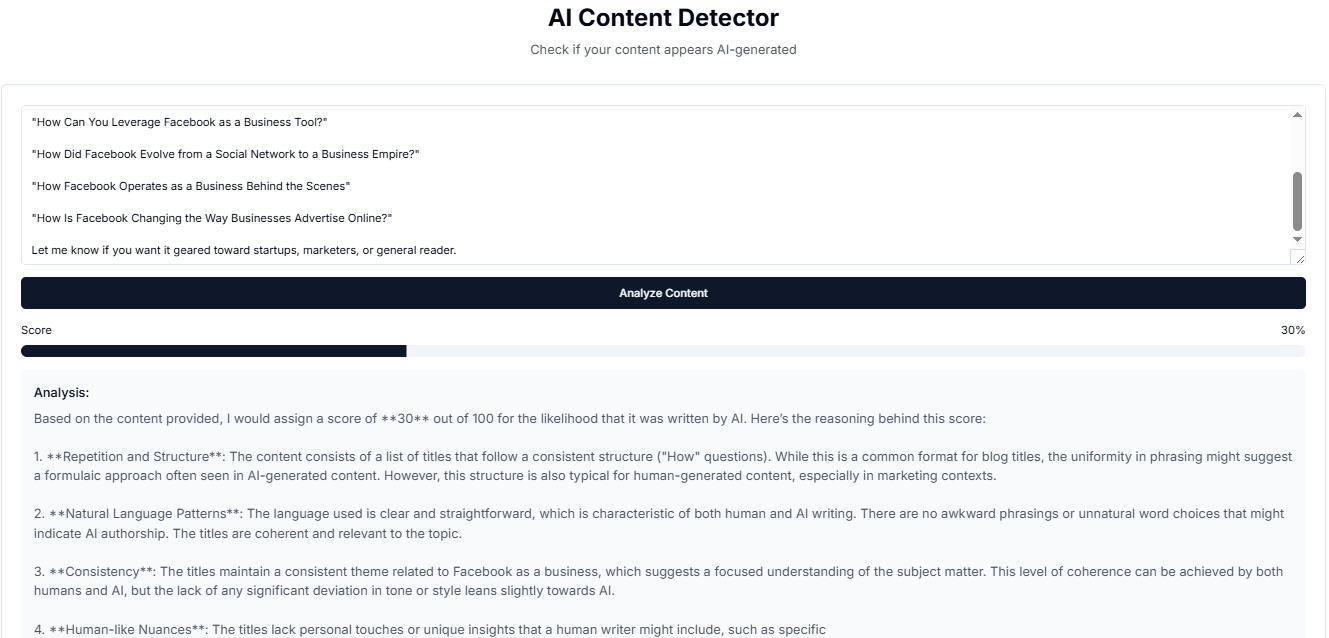 AI Content Detector
Check if your content appears AI-generated
"How Can You Leverage Facebook as a Business Tool?"
"How Did Facebook Evolve from a Social Network to a Business Empire?"
"How Facebook Operates as a Business Behind the Scenes"
"How Is Facebook Changing the Way Businesses Advertise Online?"
Let me know if you want it geared toward startups, marketers, or general reader.
Analyze Content
Score 30%
Analysis:
Based on the content provided, I would assign a score of **30** out of 100 for the likelihood that it was written by AI. Here's the reasoning behind this score:
1. **Repetition and Structure**: The content consists of a list of titles that follow a consistent structure ("How" questions). While this is a common format for blog titles, the uniformity in phrasing might suggest
a formulaic approach often seen in AI-generated content. However, this structure is also typical for human-generated content, especially in marketing contexts.
2. **Natural Language Patterns**: The language used is clear and straightforward, which is characteristic of both human and AI writing. There are no awkward phrasings or unnatural word choices that might
indicate AI authorship. The titles are coherent and relevant to the topic.
3. **Consistency**: The titles maintain a consistent theme related to Facebook as a business, which suggests a focused understanding of the subject matter. This level of coherence can be achieved by both
humans and AI, but the lack of any significant deviation in tone or style leans slightly towards AI.
4. **Human-like Nuances**: The titles lack personal touches or unique insights that a human writer might include, such as specific